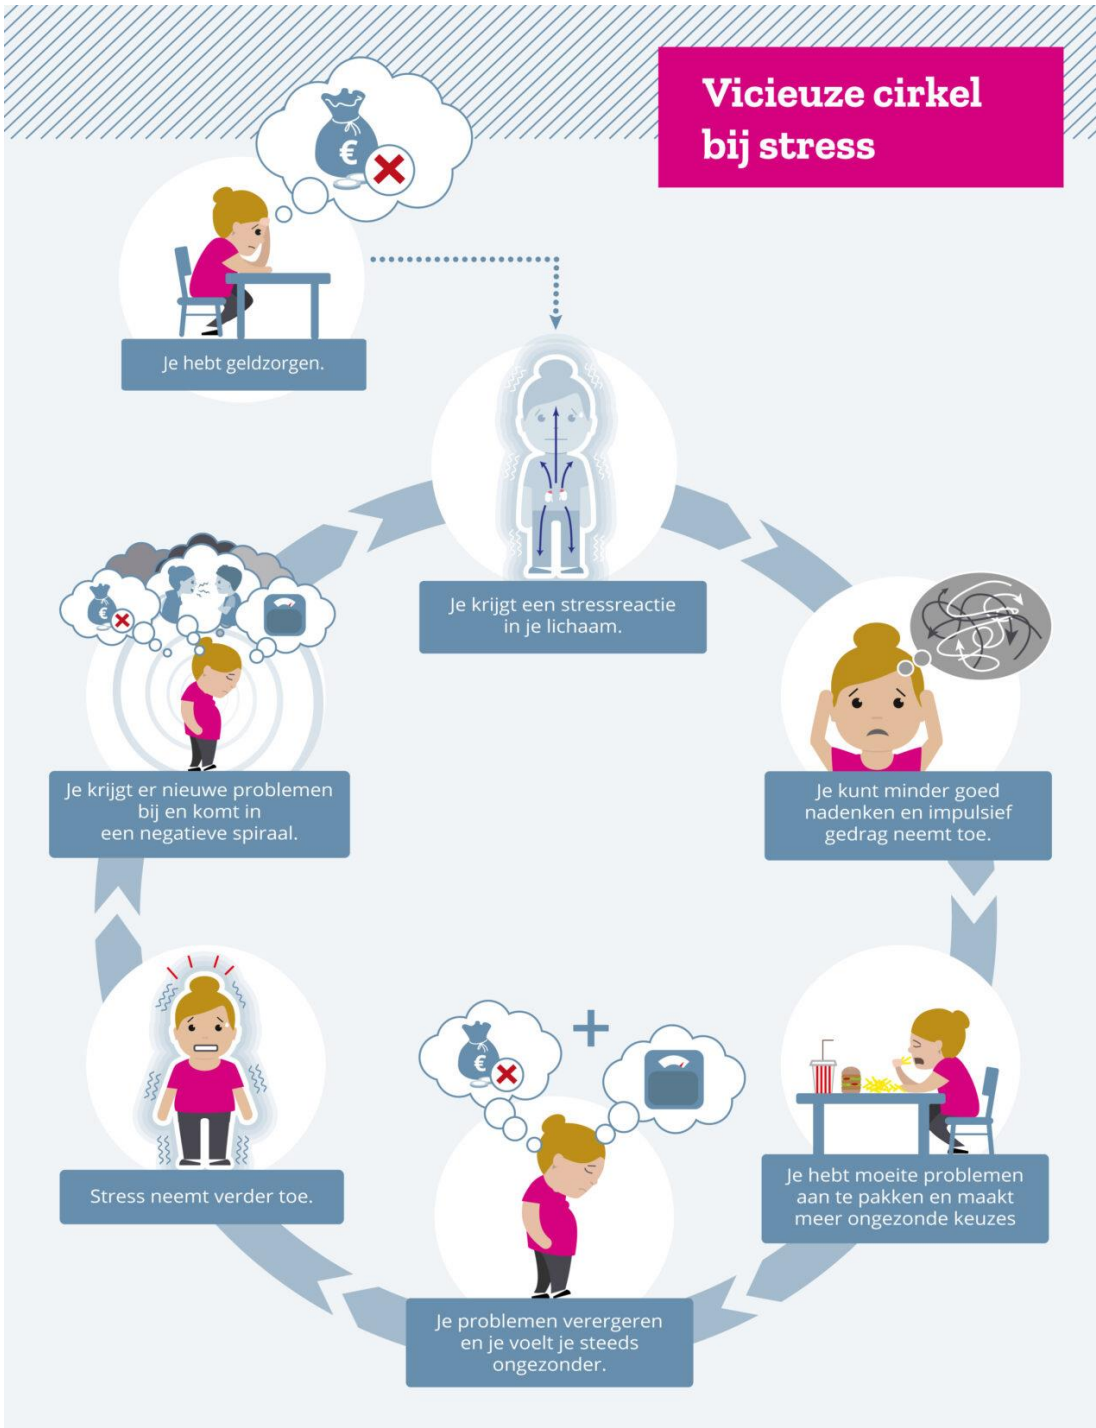 Vicieuze cirkel
bij stress
€
Je hebt geldzorgen.
Je krijgt een stressreactie
in je lichaam.
Je kunt minder goed
nadenken en impulsief
gedrag neemt toe.
Je hebt moeite problemen
aan te pakken en maakt
meer ongezonde keuzes
€
+
Je problemen verergeren
en je voelt je steeds
ongezonder.
Stress neemt verder toe.
€
Je krijgt er nieuwe problemen
bij en komt in
een negatieve spiraal.